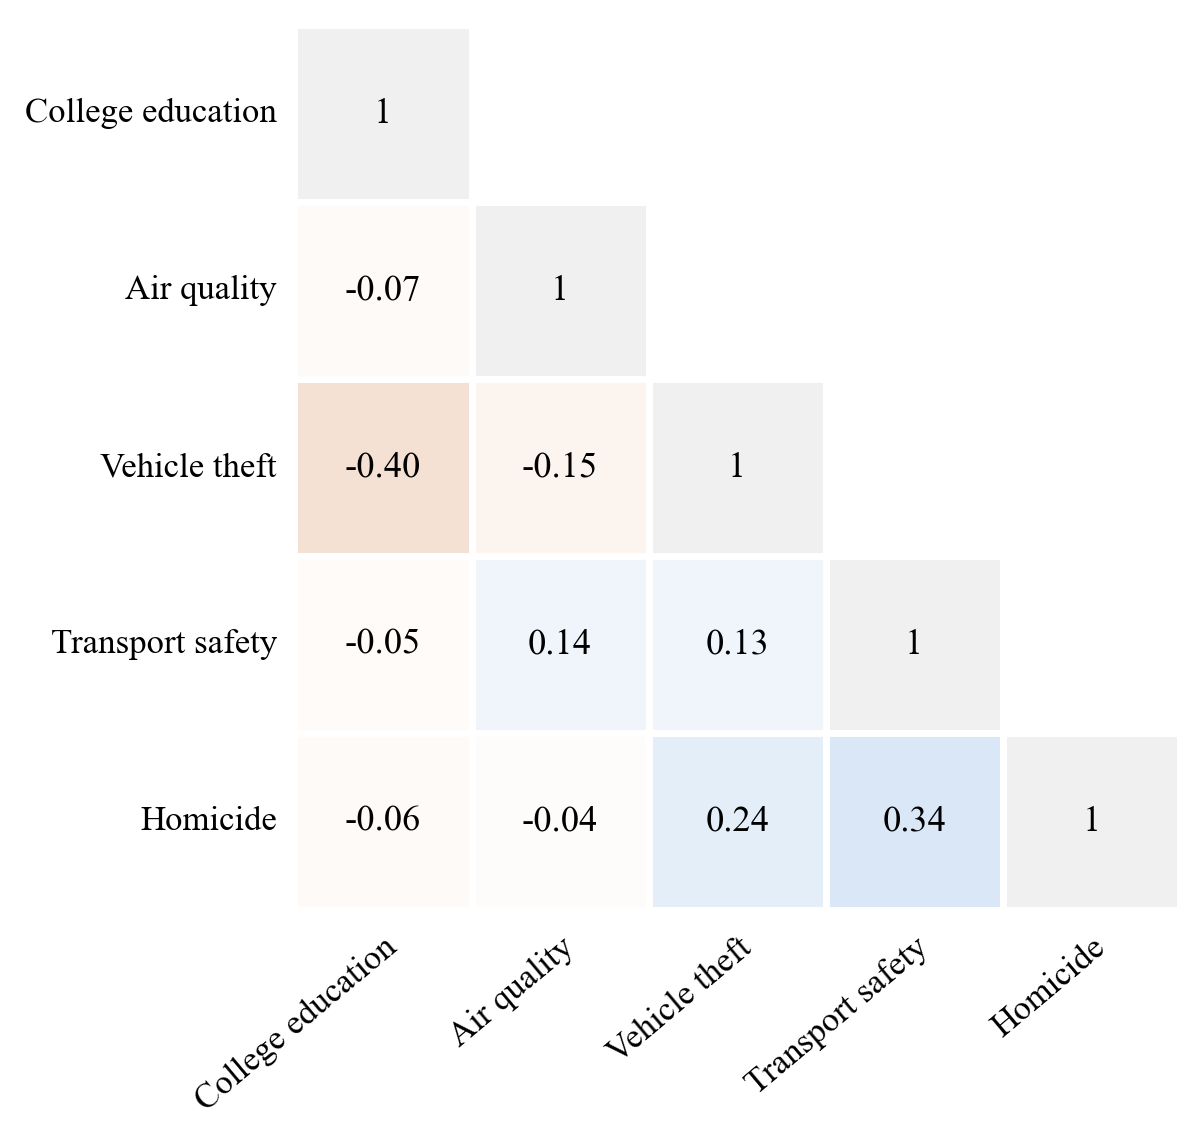 College education 1
Air quality -0.07 1
Vehicle theft -0.40 -0.15 1
Transport safety -0.05 0.14 0.13 1
Homicide -0.06 -0.04 0.24 0.34 1
College education Air quality Vehicle theft Transport safety Homicide